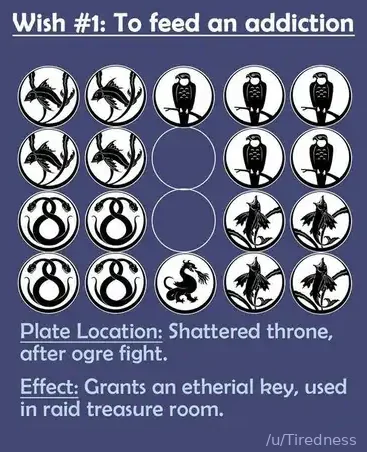 Wish #1: To feed an addiction
Plate Location: Shattered throne,
after ogre fight.
Effect: Grants an etherial key, used
in raid treasure room.
/u/Tiredness